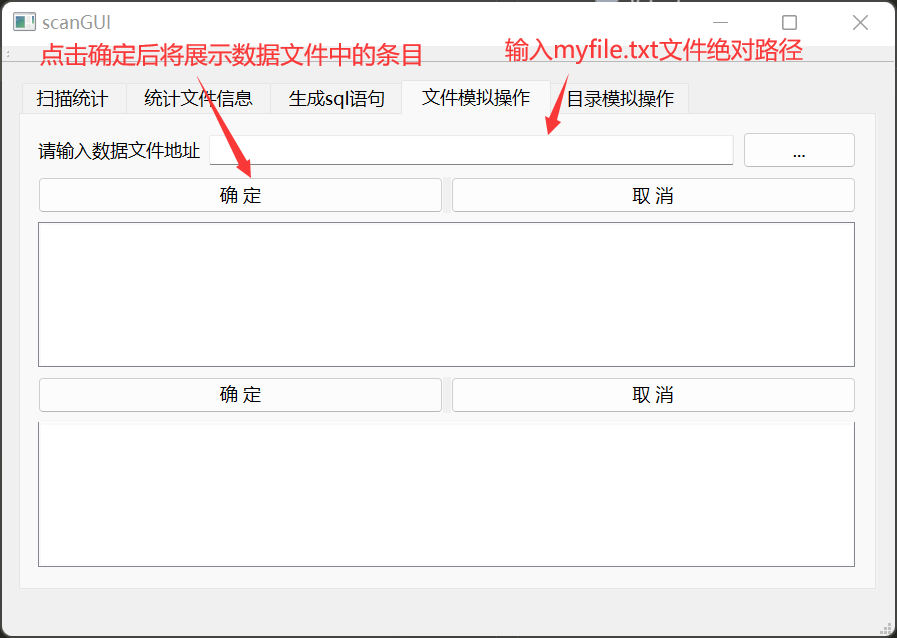 scanGUI
点击确定后将展示数据文件中的条目
输入myfile.txt文件绝对路径
扫描统计 统计文件信息 生成sql语句 文件模拟操作 目录模拟操作
请输入数据文件地址 ...
确 定 取 消
确 定 取 消